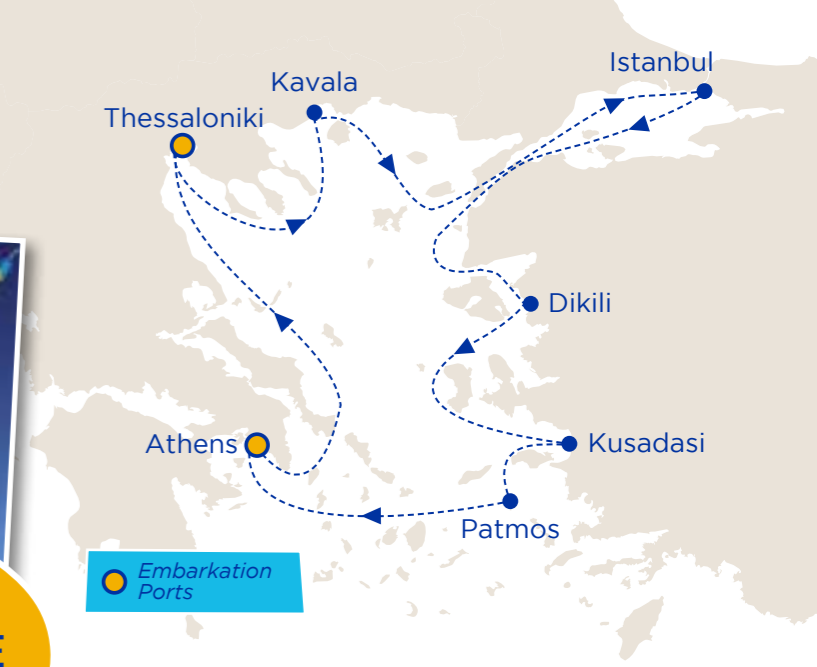 Istanbul
Kavala
Thessaloniki
Dikili
Athens
Kusadasi
Patmos
Embarkation
Ports